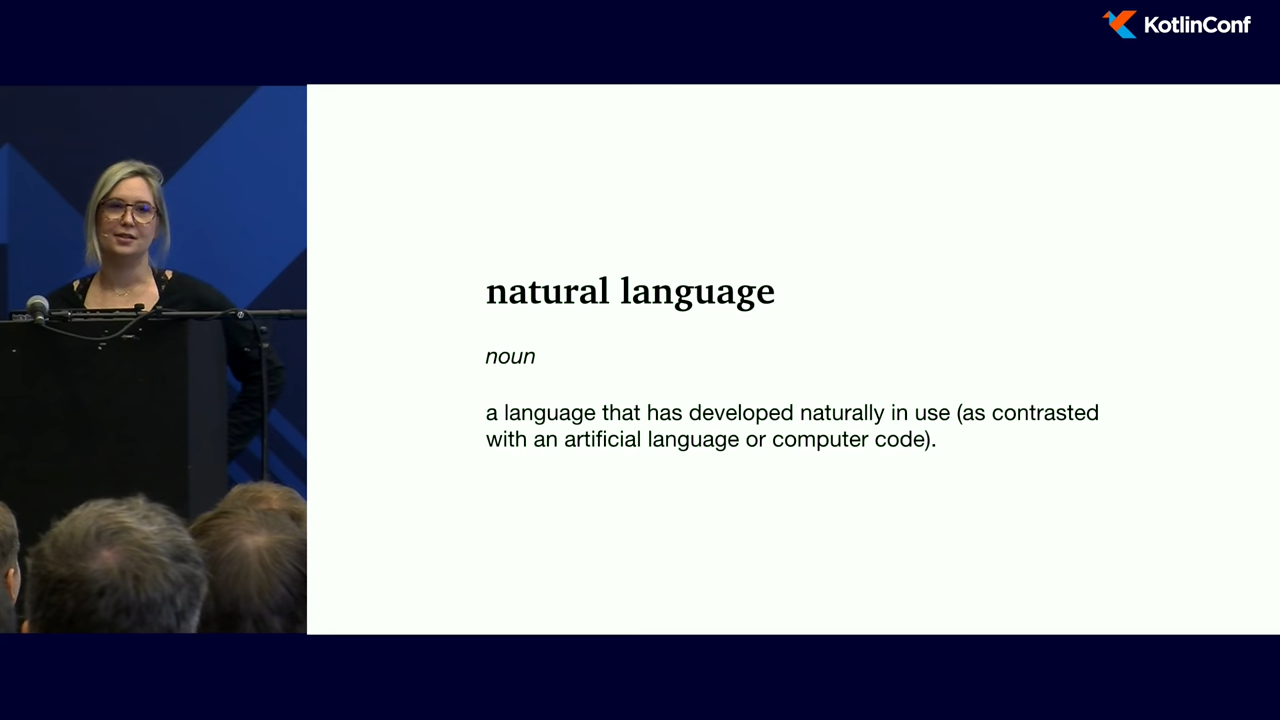 KotlinConf
natural language
noun
a language that has developed naturally in use (as contrasted
with an artificial language or computer code).